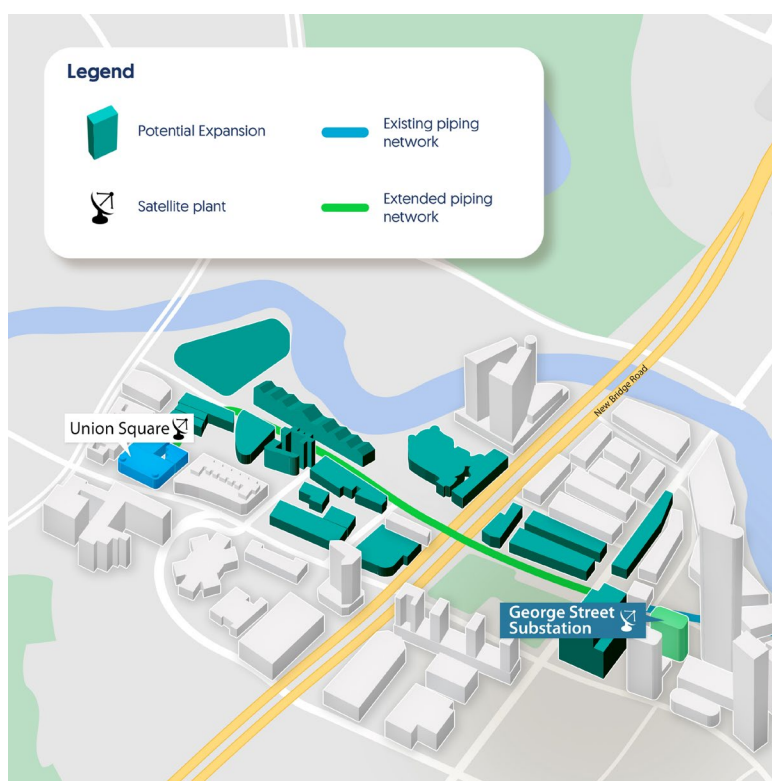 Legend
Potential Expansion
Existing piping
network
Satellite plant
Extended piping
network
New Bridge Road
Union Square
George Street
Substation